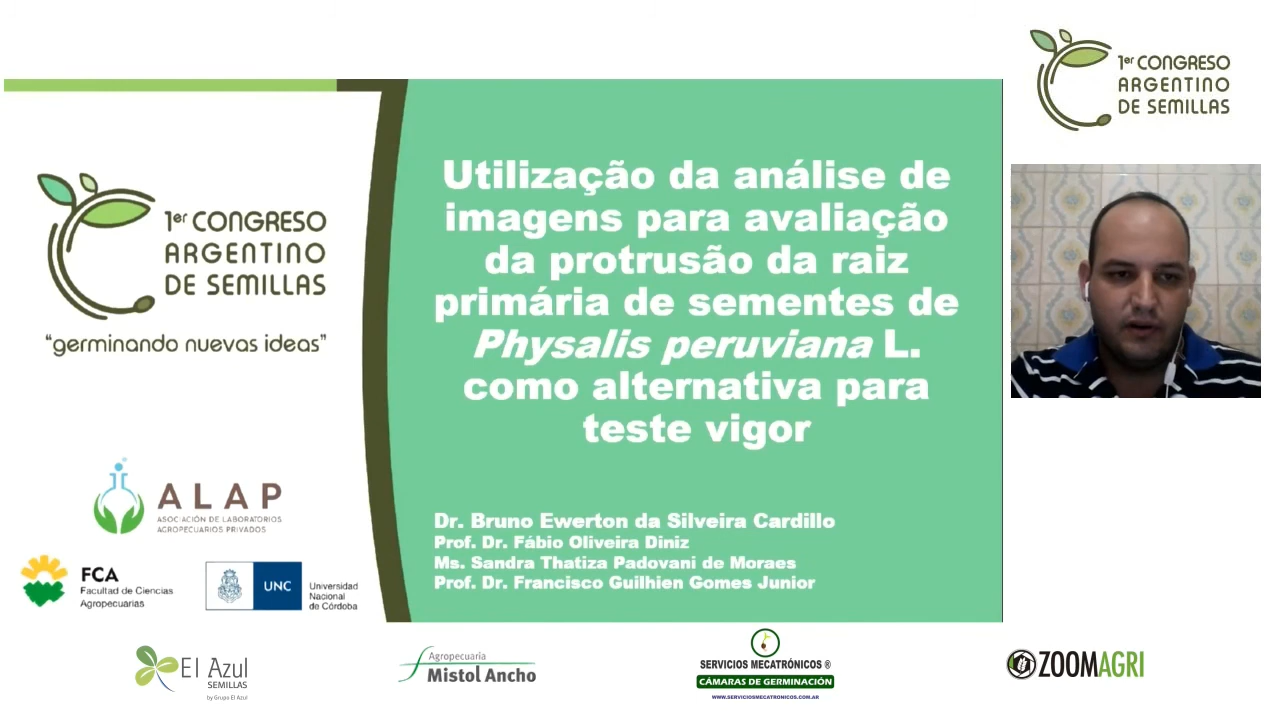 1er CONGRESO
ARGENTINO
DE SEMILLAS
"germinando nuevas ideas"
ALAP
ASOCIACIÓN DE LABORATORIOS
AGROPECUARIOS PRIVADOS
FCA
Facultad de Ciencias
Agropecuarias
UNC
Universidad
Nacional
de Córdoba
Utilização da análise de
imagens para avaliação
da protrusão da raiz
primária de sementes de
Physalis peruviana L.
como alternativa para
teste vigor
Dr. Bruno Ewerton da Silveira Cardillo
Prof. Dr. Fábio Oliveira Diniz
Ms. Sandra Thatiza Padovani de Moraes
Prof. Dr. Francisco Guilhien Gomes Junior
1er CONGRESO
ARGENTINO
DE SEMILLAS
El Azul
SEMILLAS
by Grupo El Azul
Agropecuaria
Mistol Ancho
SERVICIOS MECATRÓNICOS ®
CÁMARAS DE GERMINACIÓN
WWW.SERVICIOSMECATRONICOS.COM.AR
ZOOMAGRI